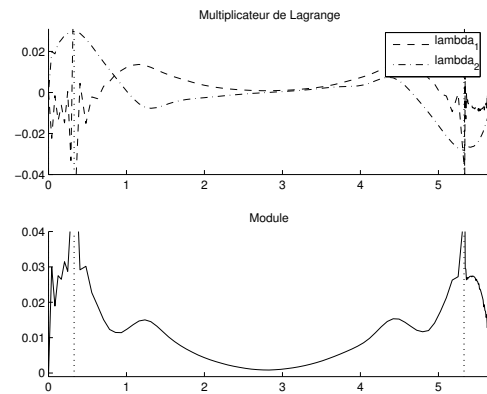 Multiplicateur de Lagrange
lambda_1
lambda_2
0.02
0
−0.02
−0.04
0 1 2 3 4 5
Module
0.04
0.03
0.02
0.01
0
0 1 2 3 4 5